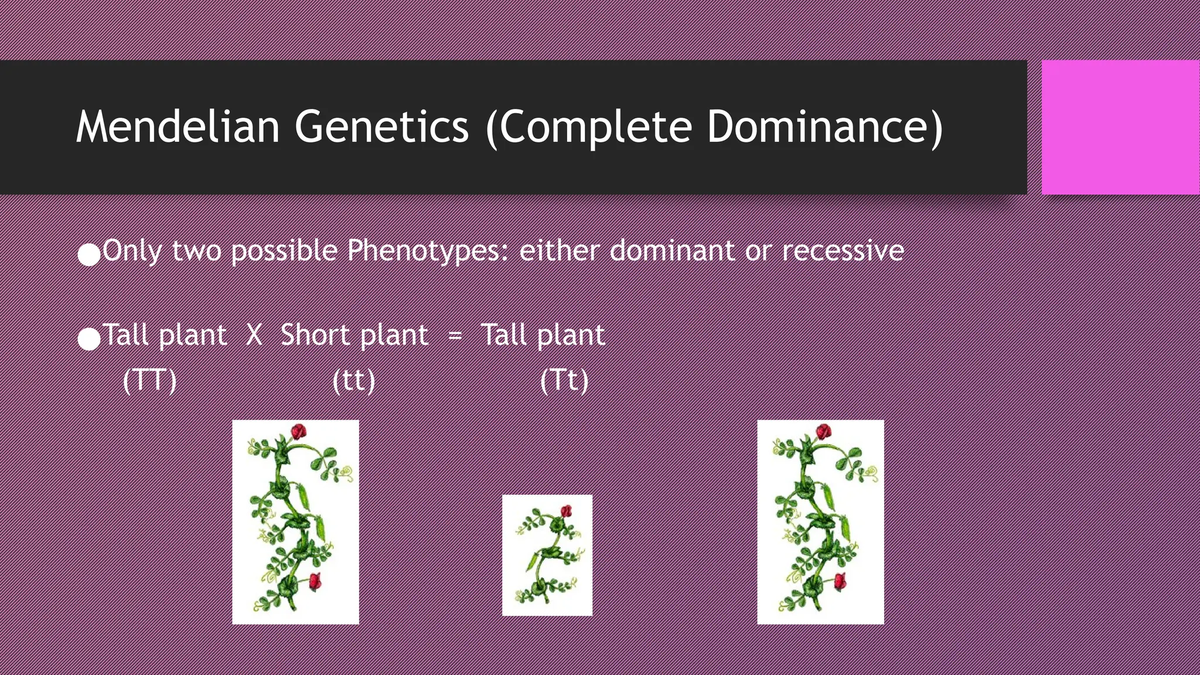 Mendelian Genetics (Complete Dominance)
●Only two possible Phenotypes: either dominant or recessive
●Tall plant X Short plant = Tall plant
(TT) (tt) (Tt)